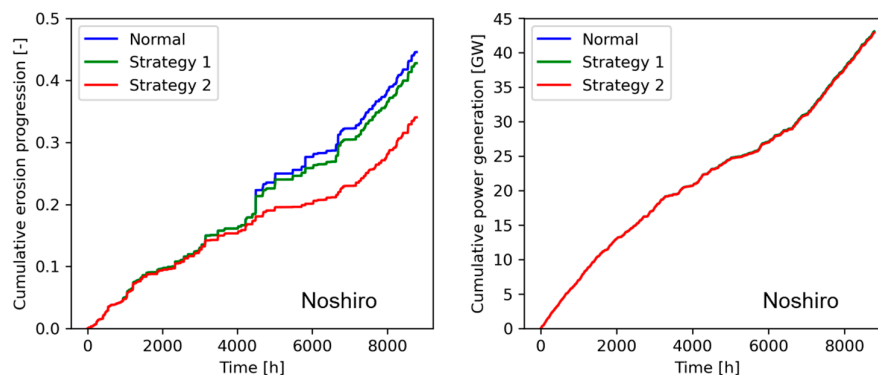 0.5
0.4
0.3
0.2
0.1
0.0
Cumulative erosion progression [-]
Normal
Strategy 1
Strategy 2
Noshiro
0 2000 4000 6000 8000
Time [h]
45
40
35
30
25
20
15
10
5
0
Cumulative power generation [GW]
Normal
Strategy 1
Strategy 2
Noshiro
0 2000 4000 6000 8000
Time [h]